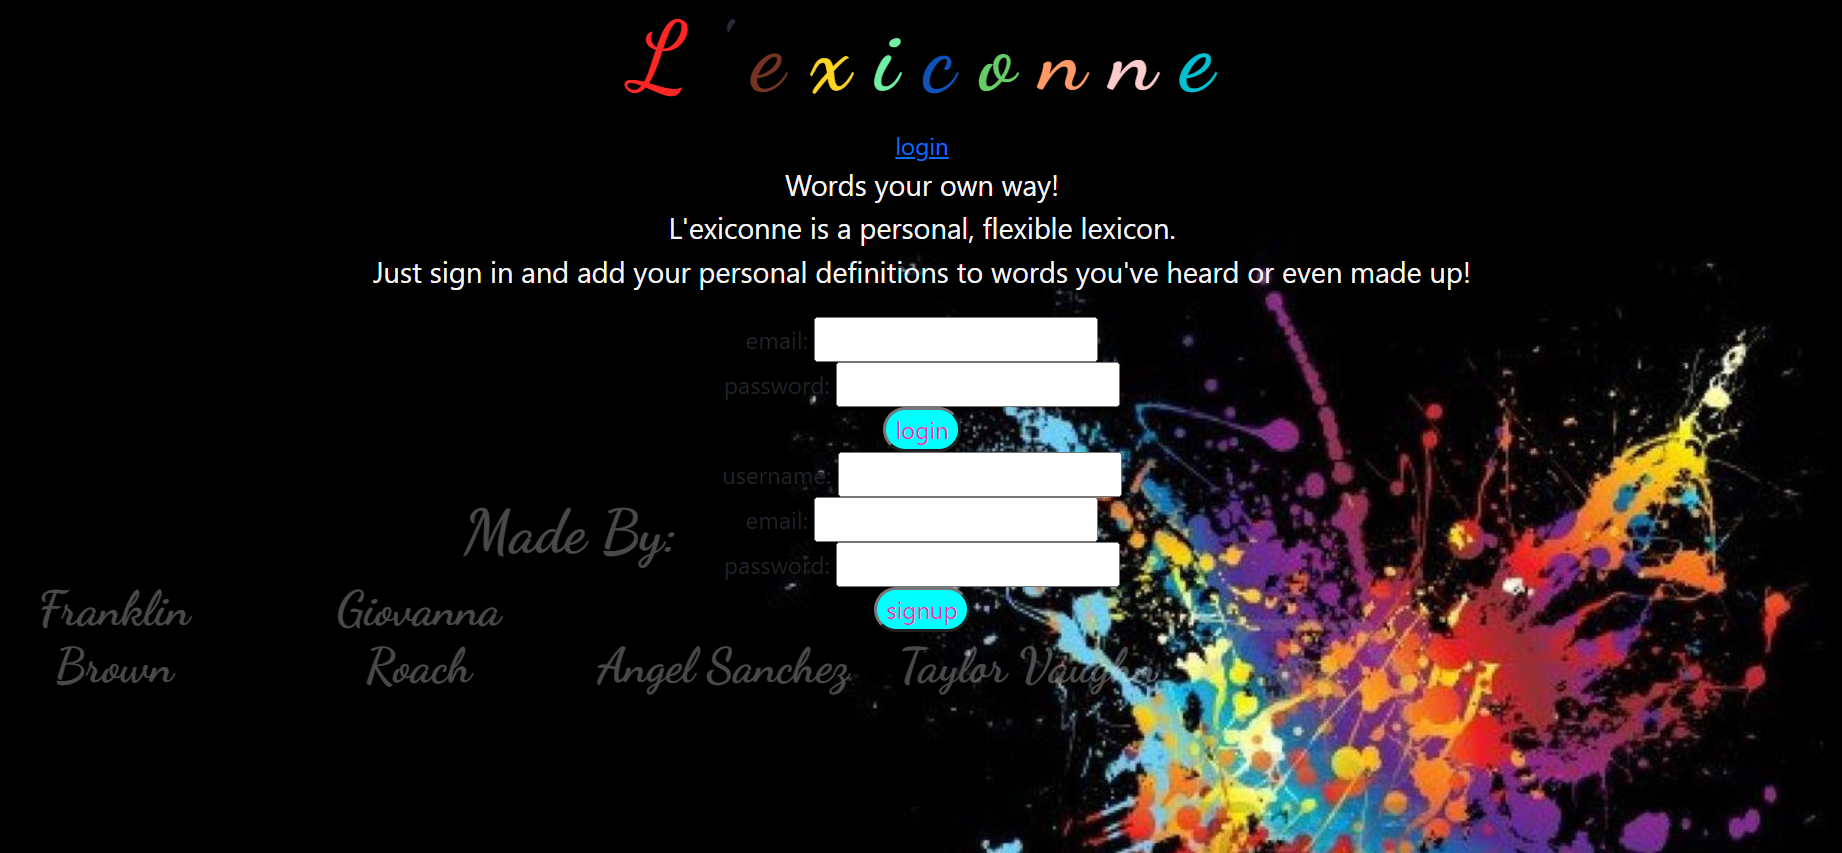 L'exiconne
login
Words your own way!
L'exiconne is a personal, flexible lexicon.
Just sign in and add your personal definitions to words you've heard or even made up!
email:
password:
login
username:
email:
password:
signup
Made By:
Franklin
Brown
Giovanna
Roach
Angel Sanchez
Taylor Vaughn